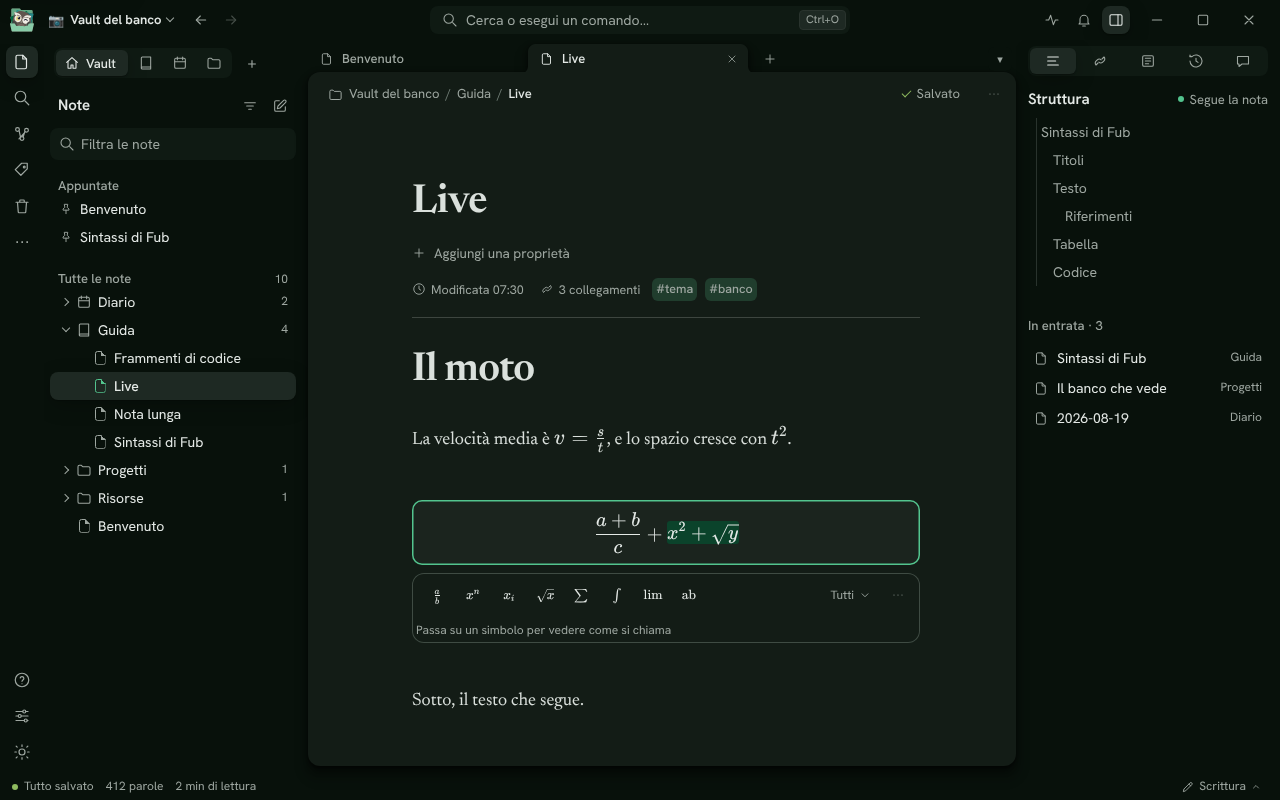 Vault del banco
Cerca o esegui un comando…
Ctrl+O
Vault
Note
Filtra le note
Appuntate
Benvenuto
Sintassi di Fub
Tutte le note 10
Diario 2
Guida 4
Frammenti di codice
Live
Nota lunga
Sintassi di Fub
Progetti 1
Risorse 1
Benvenuto
Benvenuto
Live
Vault del banco / Guida / Live
Salvato
Live
Aggiungi una proprietà
Modificata 07:30 3 collegamenti #tema #banco
Il moto
La velocità media è v = s/t, e lo spazio cresce con t².
(a + b)/c + x² + √y
a/b xⁿ xᵢ √x ∑ ∫ lim ab Tutti
Passa su un simbolo per vedere come si chiama
Sotto, il testo che segue.
Struttura
Segue la nota
Sintassi di Fub
Titoli
Testo
Riferimenti
Tabella
Codice
In entrata · 3
Sintassi di Fub Guida
Il banco che vede Progetti
2026-08-19 Diario
Tutto salvato 412 parole 2 min di lettura
Scrittura